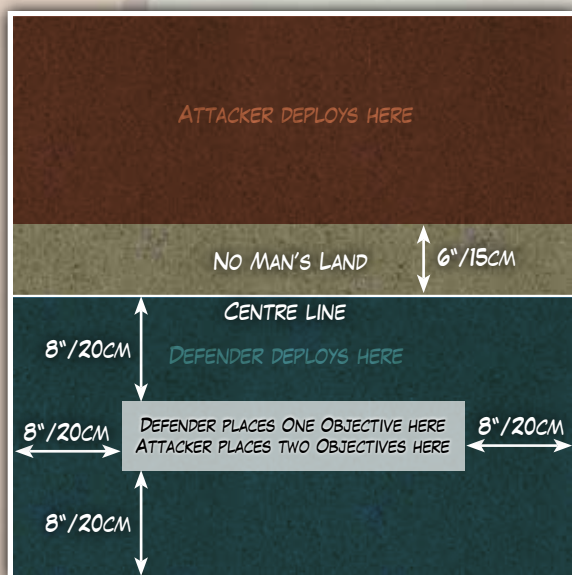 Attacker deploys here
No Man's Land
6"/15cm
Centre line
8"/20cm
Defender deploys here
Defender places One Objective here
Attacker places two Objectives here
8"/20cm
8"/20cm
8"/20cm